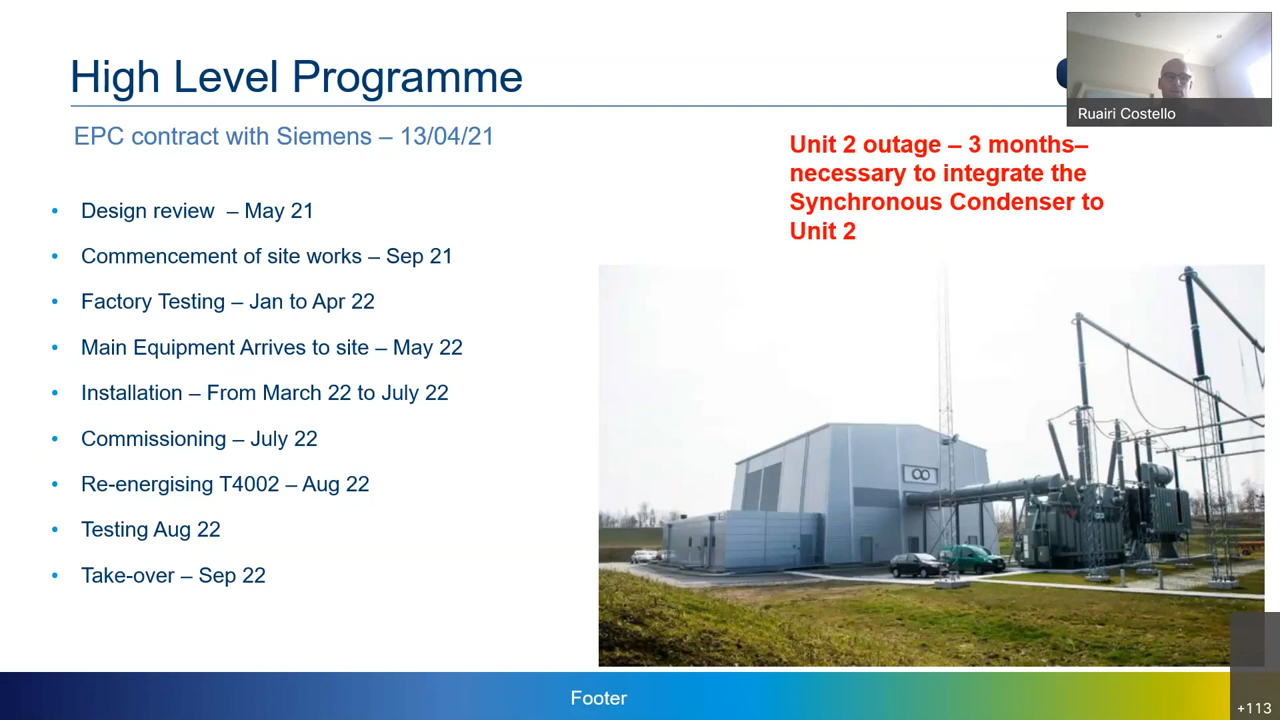 High Level Programme
Ruairi Costello
EPC contract with Siemens – 13/04/21
Unit 2 outage – 3 months–
necessary to integrate the
Synchronous Condenser to
Unit 2
• Design review – May 21
• Commencement of site works – Sep 21
• Factory Testing – Jan to Apr 22
• Main Equipment Arrives to site – May 22
• Installation – From March 22 to July 22
• Commissioning – July 22
• Re-energising T4002 – Aug 22
• Testing Aug 22
• Take-over – Sep 22
Footer
+113